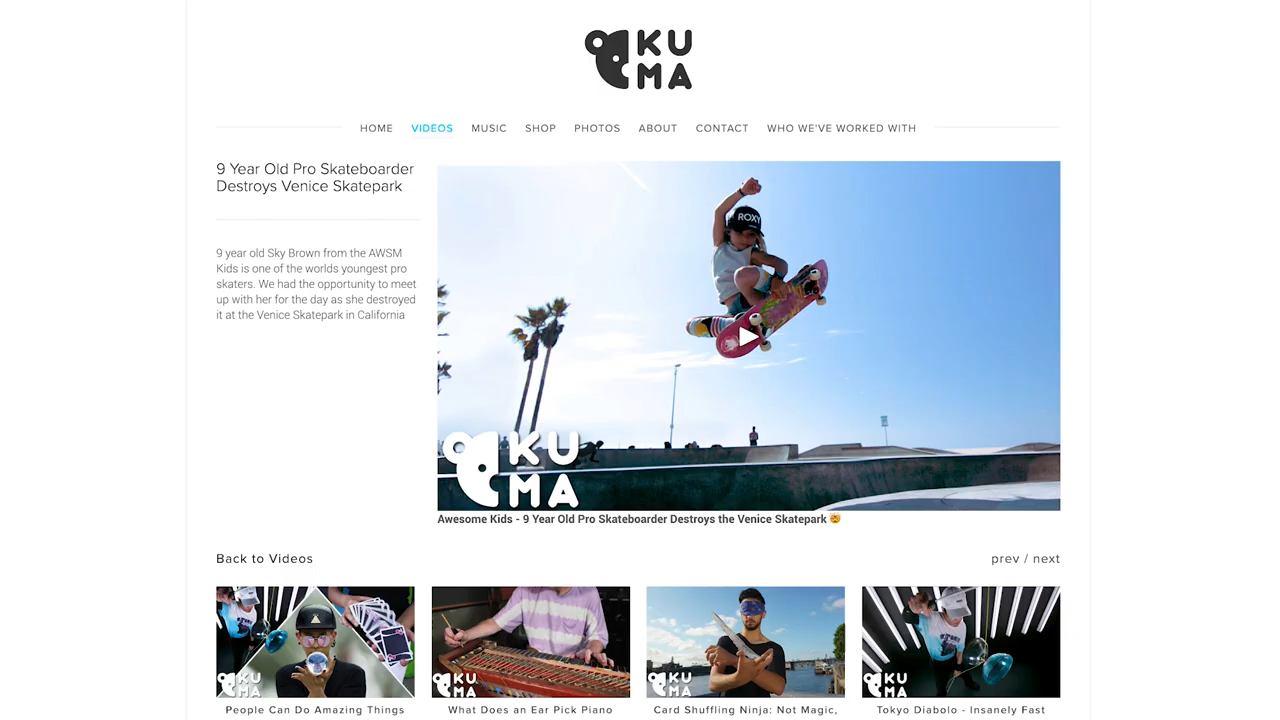 KU
MA
HOME VIDEOS MUSIC SHOP PHOTOS ABOUT CONTACT WHO WE'VE WORKED WITH
9 Year Old Pro Skateboarder
Destroys Venice Skatepark
9 year old Sky Brown from the AWSM
Kids is one of the worlds youngest pro
skaters. We had the opportunity to meet
up with her for the day as she destroyed
it at the Venice Skatepark in California
ROXY
KU
MA
Awesome Kids - 9 Year Old Pro Skateboarder Destroys the Venice Skatepark 🤯
Back to Videos
prev / next
KU
MA
KU
MA
KU
MA
KU
MA
People Can Do Amazing Things
What Does an Ear Pick Piano
Card Shuffling Ninja: Not Magic,
Tokyo Diabolo - Insanely Fast